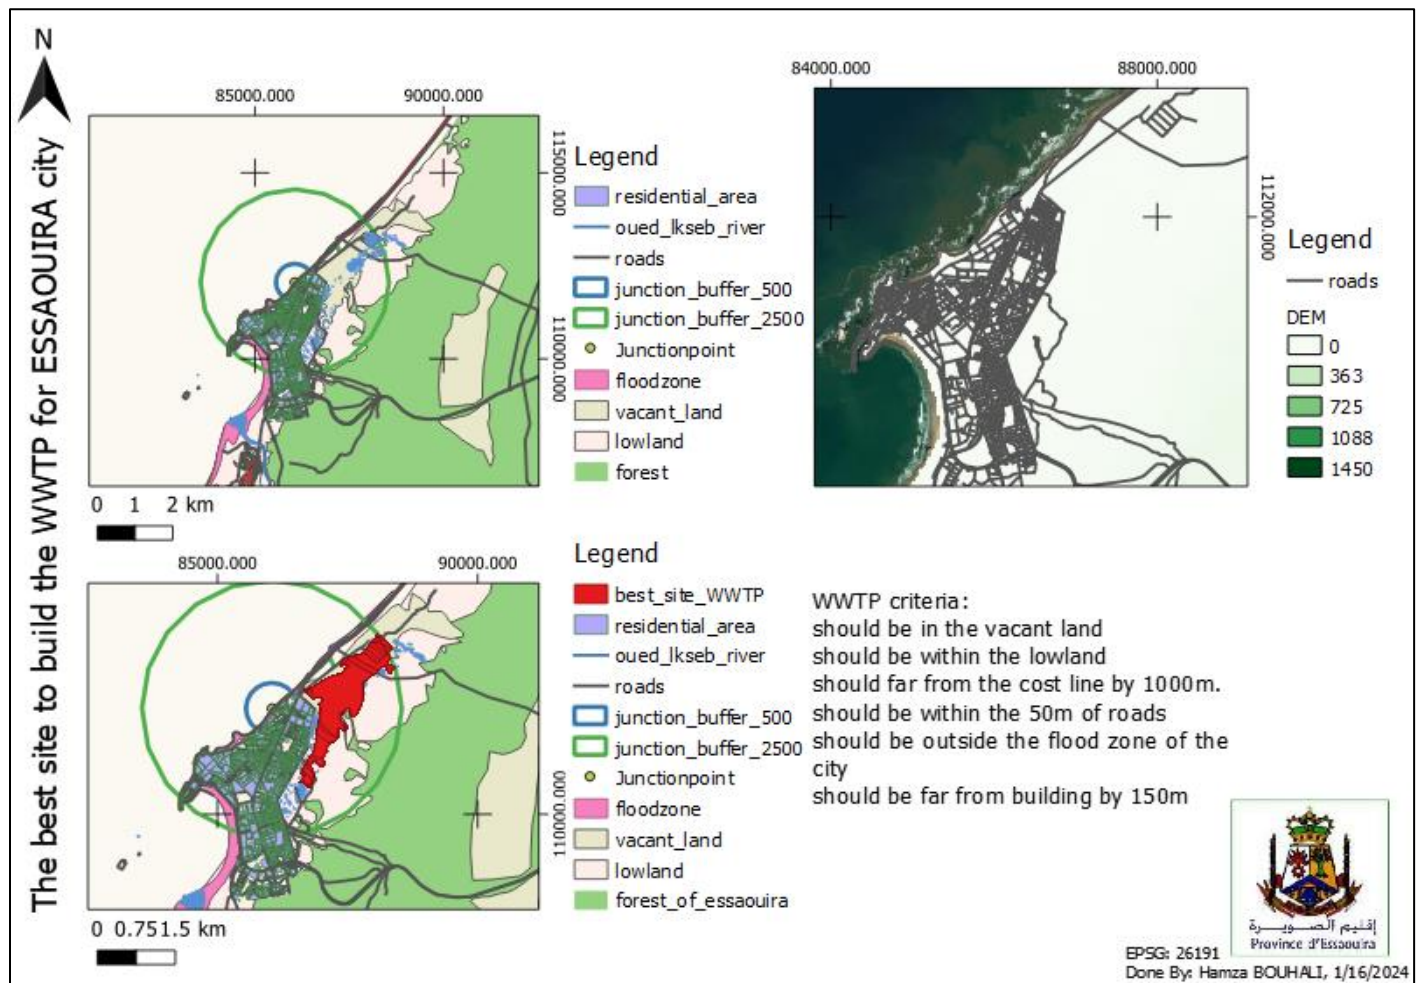 The best site to build the WWTP for ESSAOUIRA city
N
85000.000 90000.000
115000.000
110000.000
Legend
residential_area
oued_lkseb_river
roads
junction_buffer_500
junction_buffer_2500
Junctionpoint
floodzone
vacant_land
lowland
forest
0 1 2 km
84000.000 88000.000
112000.000
Legend
roads
DEM
0
363
725
1088
1450
85000.000 90000.000
110000.000
Legend
best_site_WWTP
residential_area
oued_lkseb_river
roads
junction_buffer_500
junction_buffer_2500
Junctionpoint
floodzone
vacant_land
lowland
forest_of_essaouira
0 0.751.5 km
WWTP criteria:
should be in the vacant land
should be within the lowland
should far from the cost line by 1000m.
should be within the 50m of roads
should be outside the flood zone of the
city
should be far from building by 150m
إقليم الصويرة
Province d'Essaouira
EPSG: 26191
Done By: Hamza BOUHALI, 1/16/2024